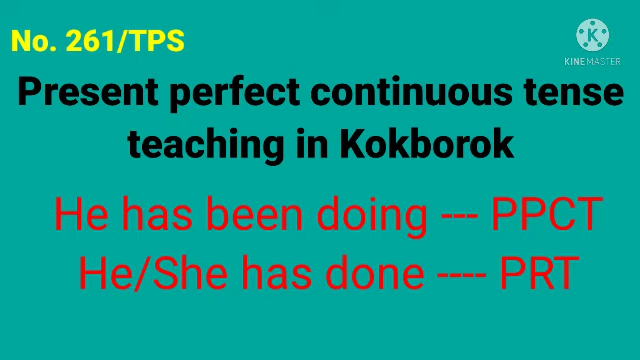 No. 261/TPS
K
KINEMASTER
Present perfect continuous tense
teaching in Kokborok
He has been doing --- PPCT
He/She has done ---- PRT